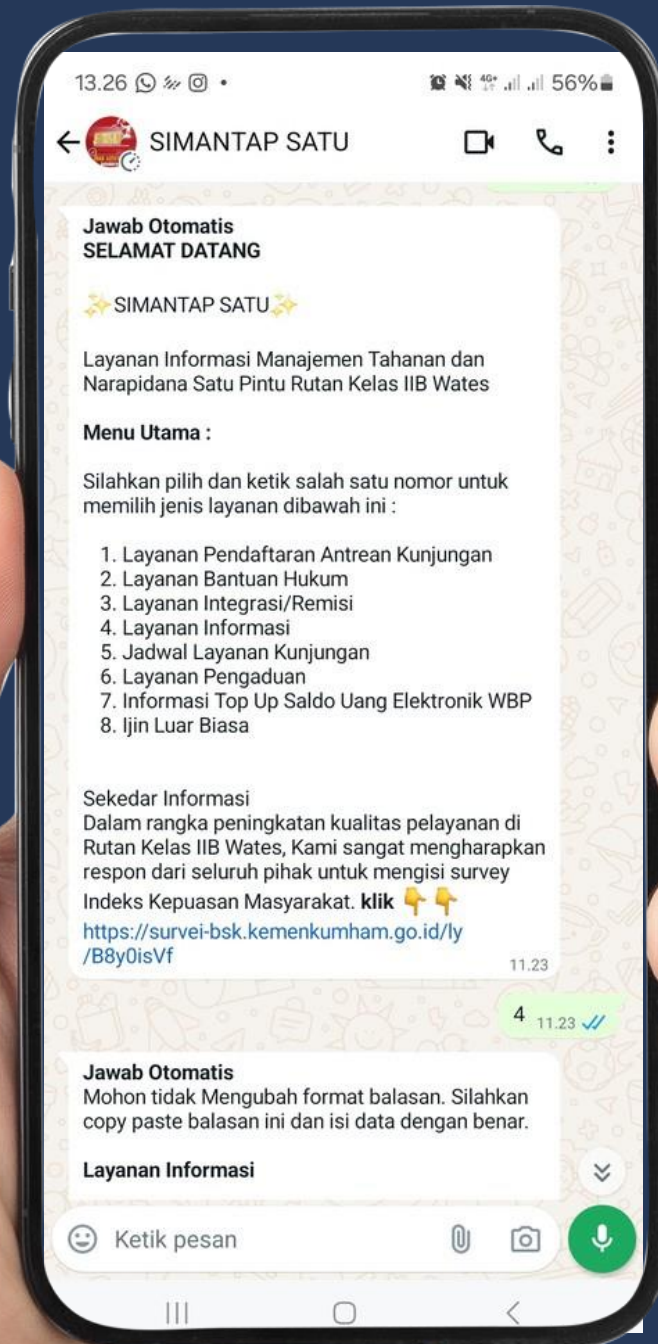 13.26
4G+
56%
SIMANTAP SATU
Jawab Otomatis
SELAMAT DATANG
✨SIMANTAP SATU✨
Layanan Informasi Manajemen Tahanan dan
Narapidana Satu Pintu Rutan Kelas IIB Wates
Menu Utama :
Silahkan pilih dan ketik salah satu nomor untuk
memilih jenis layanan dibawah ini :
1. Layanan Pendaftaran Antrean Kunjungan
2. Layanan Bantuan Hukum
3. Layanan Integrasi/Remisi
4. Layanan Informasi
5. Jadwal Layanan Kunjungan
6. Layanan Pengaduan
7. Informasi Top Up Saldo Uang Elektronik WBP
8. Ijin Luar Biasa
Sekedar Informasi
Dalam rangka peningkatan kualitas pelayanan di
Rutan Kelas IIB Wates, Kami sangat mengharapkan
respon dari seluruh pihak untuk mengisi survey
Indeks Kepuasan Masyarakat. klik 👇👇
https://survei-bsk.kemenkumham.go.id/ly
/B8y0isVf
11.23
4 11.23
Jawab Otomatis
Mohon tidak Mengubah format balasan. Silahkan
copy paste balasan ini dan isi data dengan benar.
Layanan Informasi
Ketik pesan